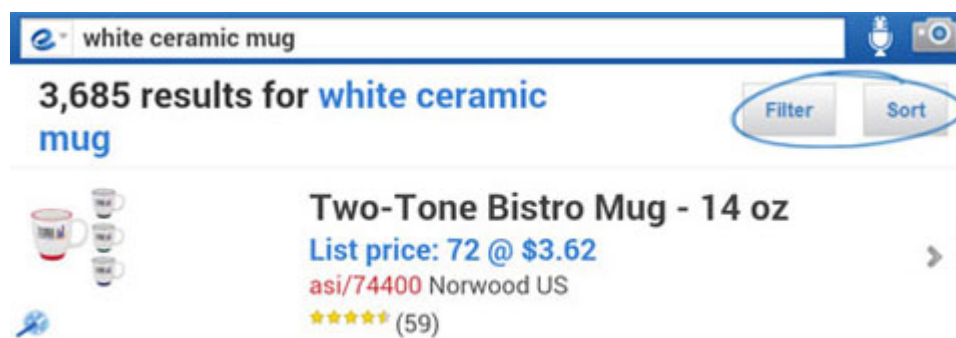 white ceramic mug
3,685 results for white ceramic
mug
Filter
Sort
Two-Tone Bistro Mug - 14 oz
List price: 72 @ $3.62
asi/74400 Norwood US
(59)